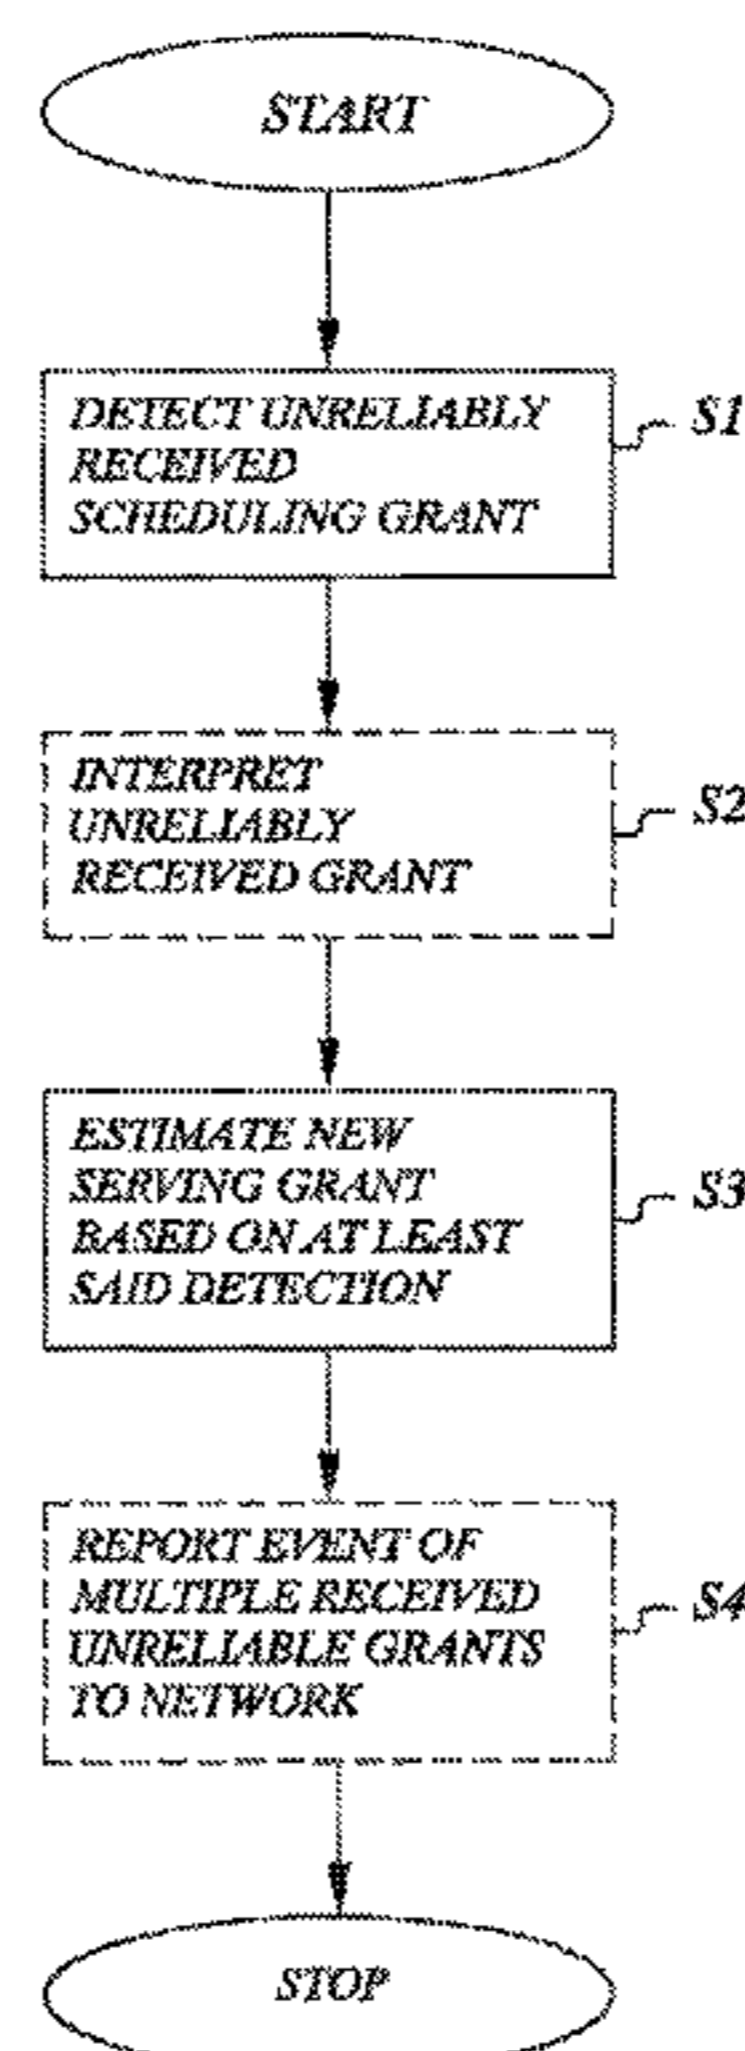 START
DETECT UNRELIABLY
RECEIVED
SCHEDULING GRANT
S1
INTERPRET
UNRELIABLY
RECEIVED GRANT
S2
ESTIMATE NEW
SERVING GRANT
BASED ON AT LEAST
SAID DETECTION
S3
REPORT EVENT OF
MULTIPLE RECEIVED
UNRELIABLE GRANTS
TO NETWORK
S4
STOP